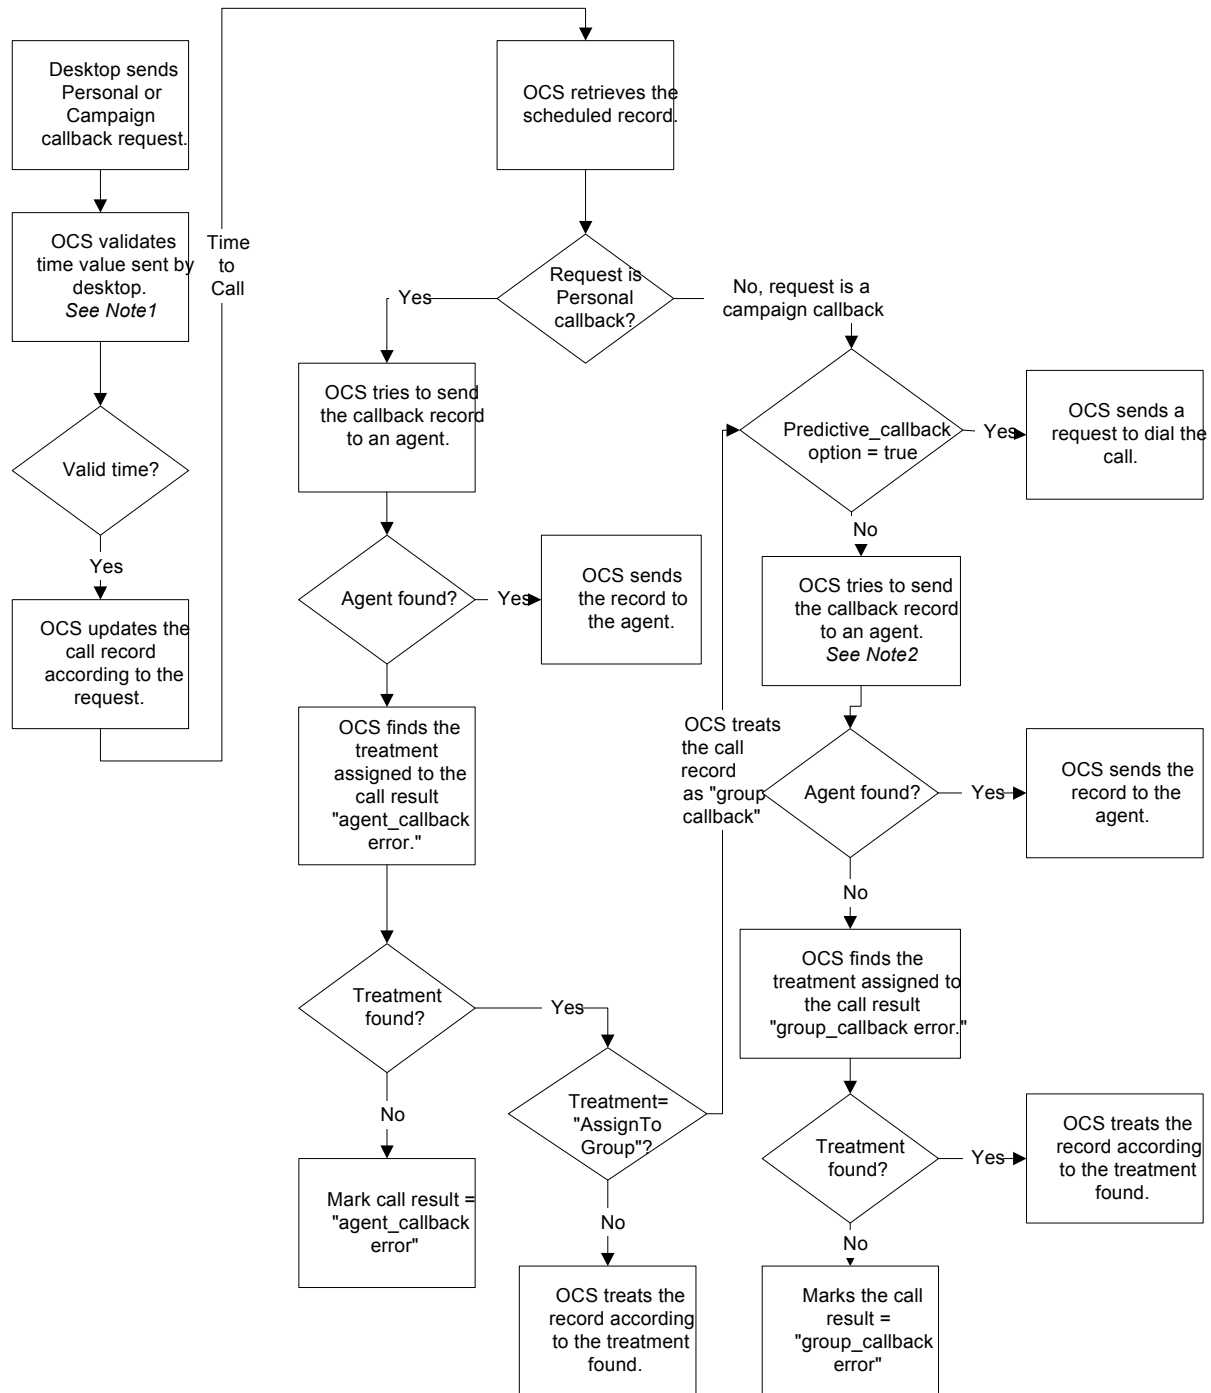 Desktop sends
Personal or
Campaign
callback request.
OCS validates
time value sent by
desktop.
See Note1
Valid time?
Yes
OCS updates the
call record
according to the
request.
Time
to
Call
OCS retrieves the
scheduled record.
Request is
Personal
callback?
Yes
No, request is a
campaign callback
OCS tries to send
the callback record
to an agent.
Agent found?
Yes
OCS sends
the record to
the agent.
OCS finds the
treatment
assigned to the
call result
"agent_callback
error."
Treatment
found?
Yes
No
Mark call result =
"agent_callback
error"
Treatment=
"AssignTo
Group"?
No
OCS treats the
record according
to the treatment
found.
OCS treats
the call
record
as "group
callback"
Predictive_callback
option = true
Yes
OCS sends a
request to dial the
call.
No
OCS tries to send
the callback record
to an agent.
See Note2
Agent found?
Yes
OCS sends the
record to the
agent.
No
OCS finds the
treatment assigned to
the call result
"group_callback error."
Treatment
found?
Yes
OCS treats the
record according
to the treatment
found.
No
Marks the call
result =
"group_callback
error"